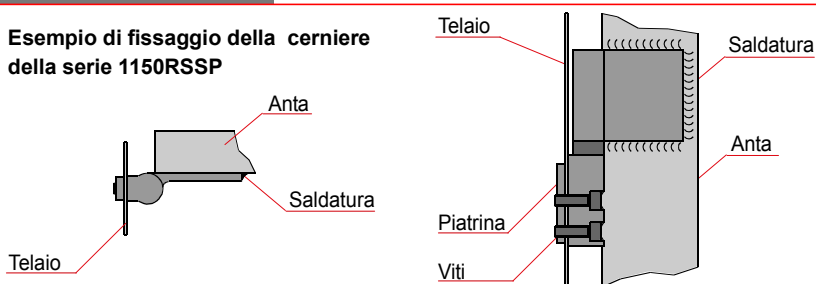 Esempio di fissaggio della  cerniere
della serie 1150RSSP
Anta
Saldatura
Telaio
Telaio
Saldatura
Anta
Piatrina
Viti